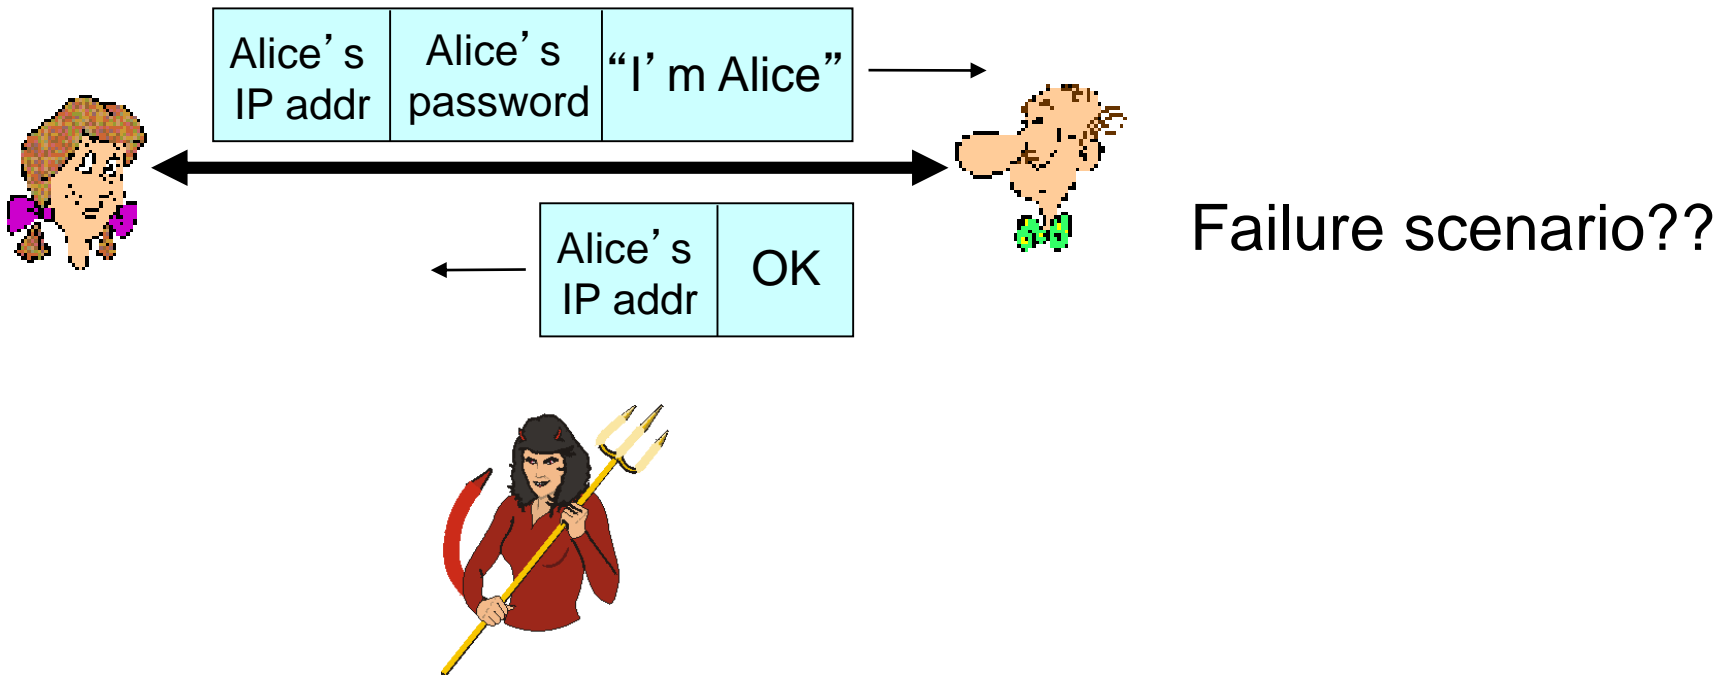 Alice’s
IP addr
Alice’s
password
“I’m Alice”
Alice’s
IP addr
OK
Failure scenario??